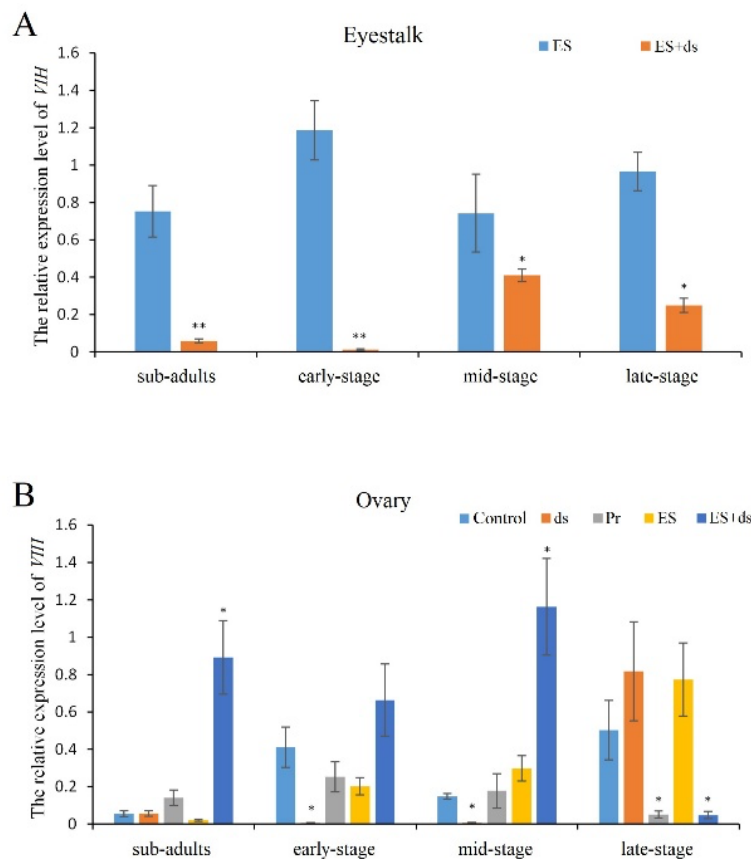 A
Eyestalk
ES
ES+ds
The relative expression level of VIH
1.6
1.4
1.2
1
0.8
0.6
0.4
0.2
0
**
**
*
*
sub-adults
early-stage
mid-stage
late-stage
B
Ovary
Control
ds
Pr
ES
ES+ds
The relative expression level of VIH
1.6
1.4
1.2
1
0.8
0.6
0.4
0.2
0
*
*
*
*
*
*
sub-adults
early-stage
mid-stage
late-stage